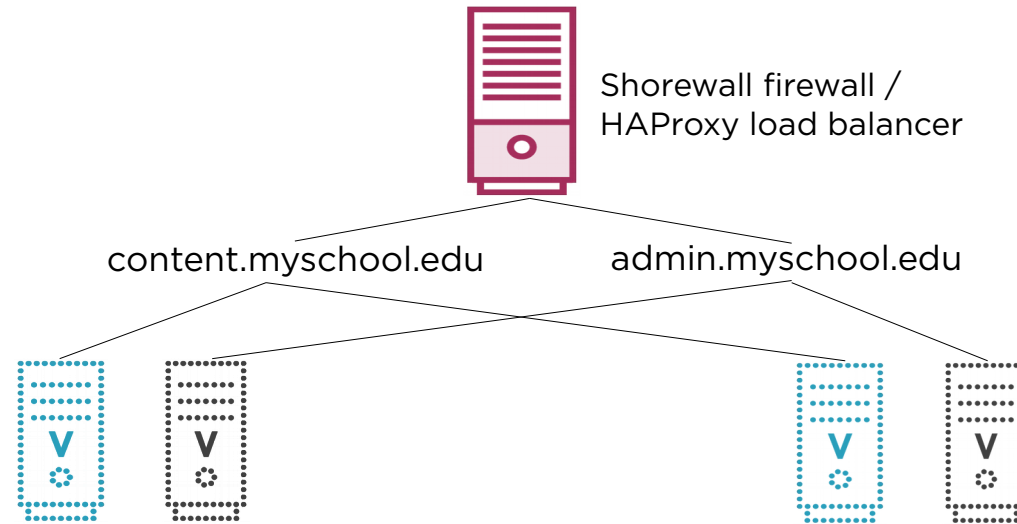 Shorewall firewall /
HAProxy load balancer
content.myschool.edu
admin.myschool.edu
V
V
V
V